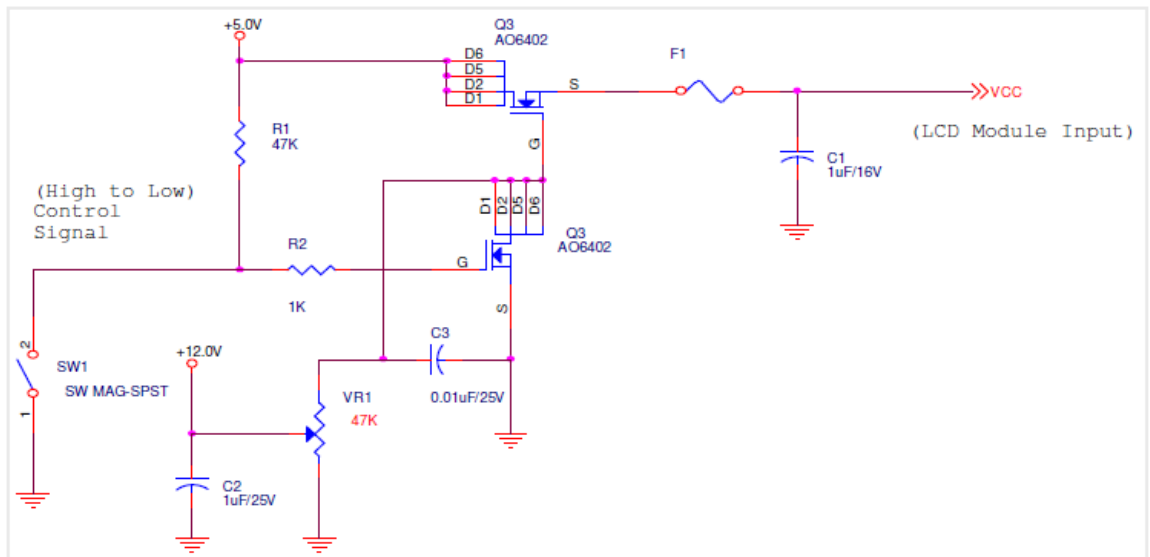 +5.0V
Q3
AO6402
D6
D5
D2
D1
S
G
F1
VCC
(LCD Module Input)
C1
1uF/16V
R1
47K
(High to Low)
Control
Signal
D1
D2
D5
D6
Q3
AO6402
R2
1K
G
S
2
SW1
SW MAG-SPST
1
+12.0V
C3
0.01uF/25V
VR1
47K
C2
1uF/25V